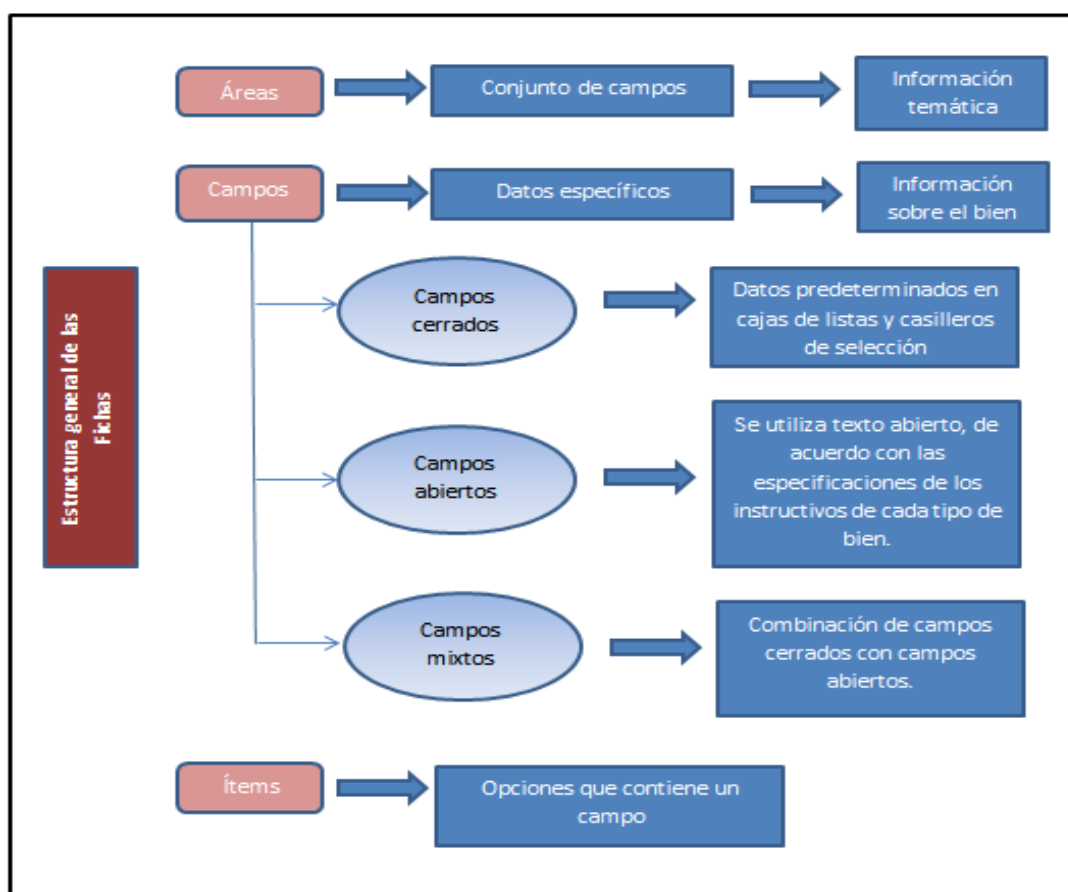 Áreas
Conjunto de campos
Información
temática
Campos
Datos específicos
Información
sobre el bien
Estructura general de las
Fichas
Campos
cerrados
Datos predeterminados en
cajas de listas y casilleros
de selección
Campos
abiertos
Se utiliza texto abierto, de
acuerdo con las
especificaciones de los
instructivos de cada tipo de
bien.
Campos
mixtos
Combinación de campos
cerrados con campos
abiertos.
Ítems
Opciones que contiene un
campo